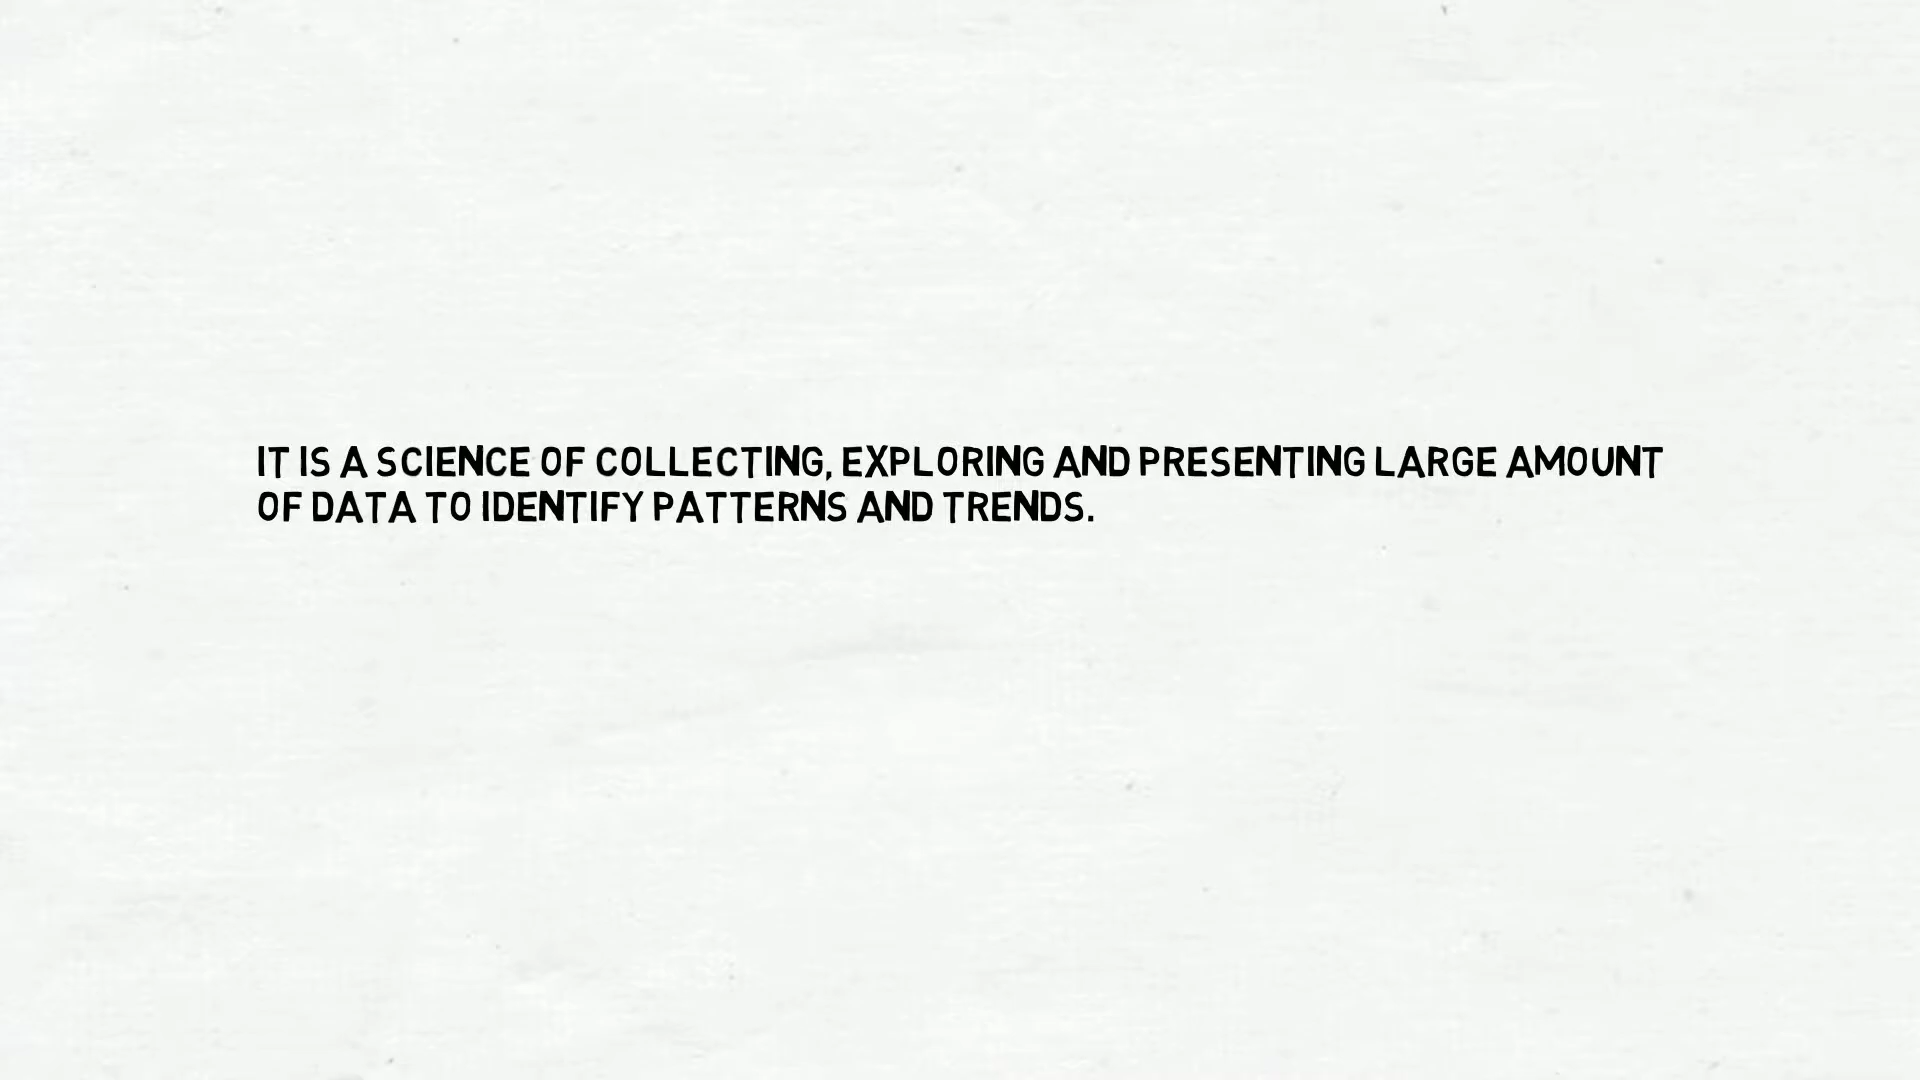 IT IS A SCIENCE OF COLLECTING, EXPLORING AND PRESENTING LARGE AMOUNT
OF DATA TO IDENTIFY PATTERNS AND TRENDS.